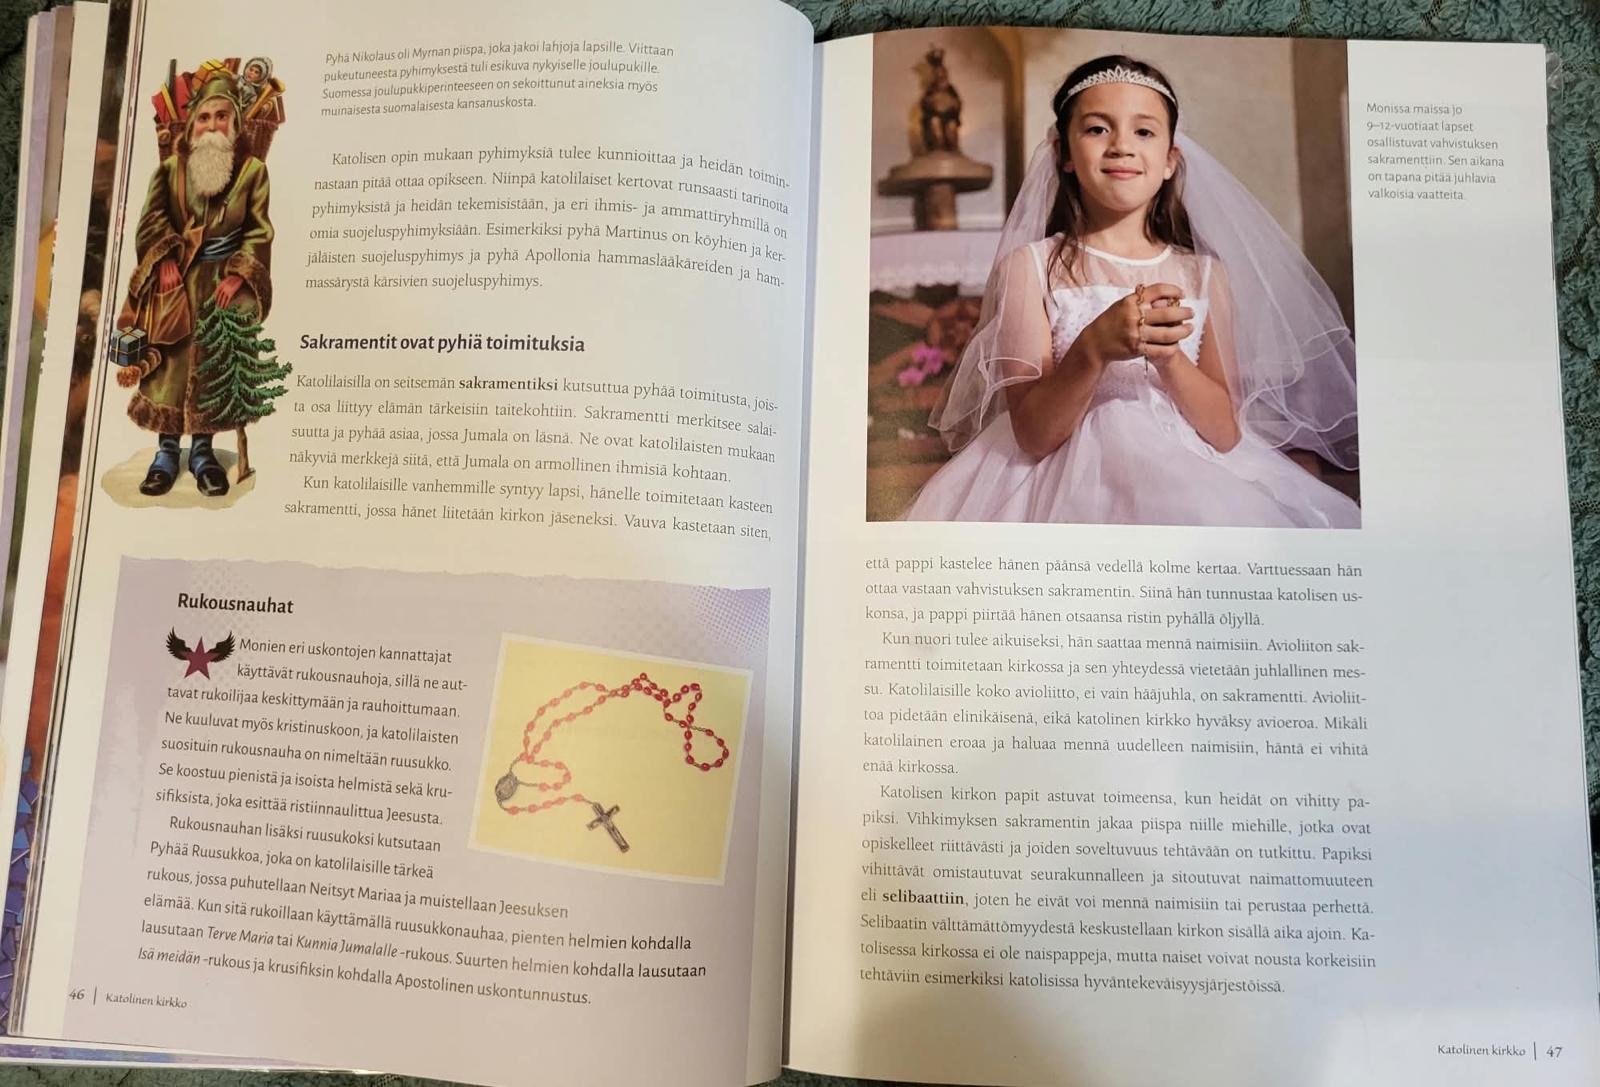 Pyhä Nikolaus oli Myrnan piispa, joka jakoi lahjoja lapsille. Viittaan
pukeutuneesta pyhimyksestä tuli esikuva nykyiselle joulupukille.
Suomessa joulupukkiperinteeseen on sekoittunut aineksia myös
muinaisesta suomalaisesta kansanuskosta.
Katolisen opin mukaan pyhimyksiä tulee kunnioittaa ja heidän toimin-
nastaan pitää ottaa opikseen. Niinpä katolilaiset kertovat runsaasti tarinoita
pyhimyksistä ja heidän tekemisistään, ja eri ihmis- ja ammattiryhmillä on
omia suojeluspyhimyksiään. Esimerkiksi pyhä Martinus on köyhien ja ker-
jäläisten suojeluspyhimys ja pyhä Apollonia hammaslääkäreiden ja ham-
massärystä kärsivien suojeluspyhimys.
Sakramentit ovat pyhiä toimituksia
Katolilaisilla on seitsemän sakramentiksi kutsuttua pyhää toimitusta, jois-
ta osa liittyy elämän tärkeisiin taitekohtiin. Sakramentti merkitsee salai-
suutta ja pyhää asiaa, jossa Jumala on läsnä. Ne ovat katolilaisten mukaan
näkyviä merkkejä siitä, että Jumala on armollinen ihmisiä kohtaan.
Kun katolilaisille vanhemmille syntyy lapsi, hänelle toimitetaan kasteen
sakramentti, jossa hänet liitetään kirkon jäseneksi. Vauva kastetaan siten,
Rukousnauhat
Monien eri uskontojen kannattajat
käyttävät rukousnauhoja, sillä ne aut-
tavat rukoilijaa keskittymään ja rauhoittumaan.
Ne kuuluvat myös kristinuskoon, ja katolilaisten
suosituin rukousnauha on nimeltään ruusukko.
Se koostuu pienistä ja isoista helmistä sekä kru-
sifiksista, joka esittää ristiinnaulittua Jeesusta.
Rukousnauhan lisäksi ruusukoksi kutsutaan
Pyhää Ruusukkoa, joka on katolilaisille tärkeä
rukous, jossa puhutellaan Neitsyt Mariaa ja muistellaan Jeesuksen
elämää. Kun sitä rukoillaan käyttämällä ruusukkonauhaa, pienten helmien kohdalla
lausutaan Terve Maria tai Kunnia Jumalalle -rukous. Suurten helmien kohdalla lausutaan
Isä meidän -rukous ja krusifiksin kohdalla Apostolinen uskontunnustus.
46 | Katolinen kirkko
Monissa maissa jo
9–12-vuotiaat lapset
osallistuvat vahvistuksen
sakramenttiin. Sen aikana
on tapana pitää juhlavia
valkoisia vaatteita.
että pappi kastelee hänen päänsä vedellä kolme kertaa. Varttuessaan hän
ottaa vastaan vahvistuksen sakramentin. Siinä hän tunnustaa katolisen us-
konsa, ja pappi piirtää hänen otsaansa ristin pyhällä öljyllä.
Kun nuori tulee aikuiseksi, hän saattaa mennä naimisiin. Avioliiton sak-
ramentti toimitetaan kirkossa ja sen yhteydessä vietetään juhlallinen mes-
su. Katolilaisille koko avioliitto, ei vain hääjuhla, on sakramentti. Avioliit-
toa pidetään elinikäisenä, eikä katolinen kirkko hyväksy avioeroa. Mikäli
katolilainen eroaa ja haluaa mennä uudelleen naimisiin, häntä ei vihitä
enää kirkossa.
Katolisen kirkon papit astuvat toimeensa, kun heidät on vihitty pa-
piksi. Vihkimyksen sakramentin jakaa piispa niille miehille, jotka ovat
opiskelleet riittävästi ja joiden soveltuvuus tehtävään on tutkittu. Papiksi
vihittävät omistautuvat seurakunnalleen ja sitoutuvat naimattomuuteen
eli selibaattiin, joten he eivät voi mennä naimisiin tai perustaa perhettä.
Selibaatin välttämättömyydestä keskustellaan kirkon sisällä aika ajoin. Ka-
tolisessa kirkossa ei ole naispappeja, mutta naiset voivat nousta korkeisiin
tehtäviin esimerkiksi katolisissa hyväntekeväisyysjärjestöissä.
Katolinen kirkko | 47